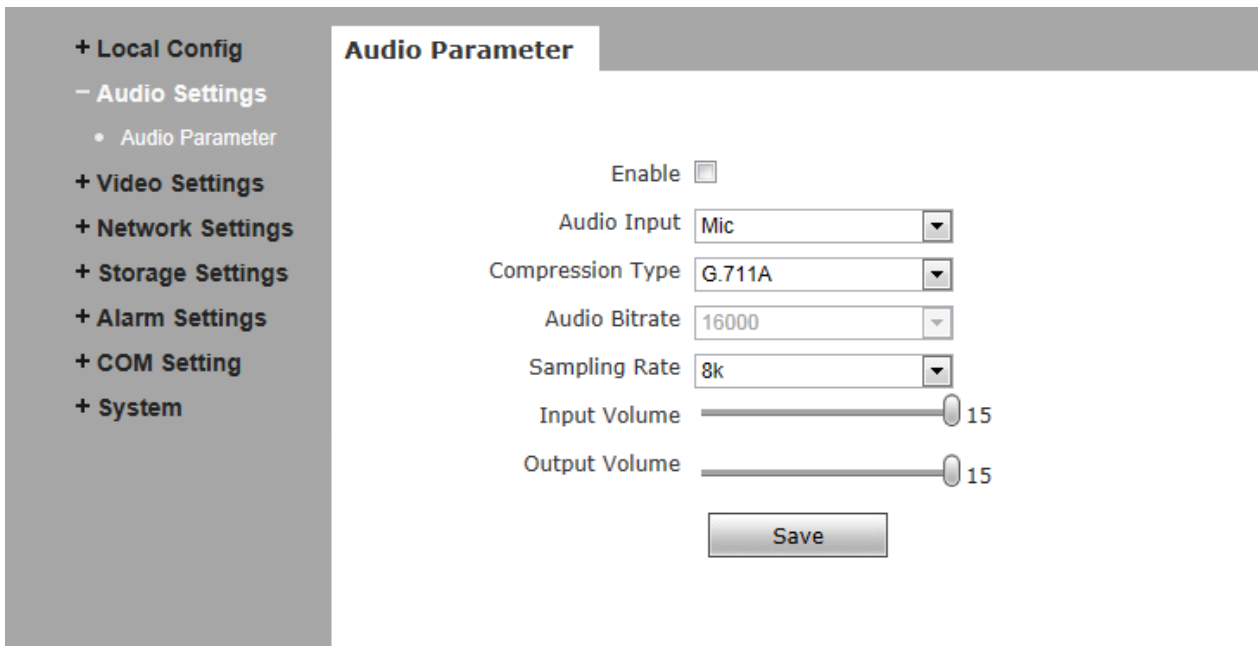 + Local Config
− Audio Settings
• Audio Parameter
+ Video Settings
+ Network Settings
+ Storage Settings
+ Alarm Settings
+ COM Setting
+ System
Audio Parameter
Enable
Audio Input Mic
Compression Type G.711A
Audio Bitrate 16000
Sampling Rate 8k
Input Volume 15
Output Volume 15
Save